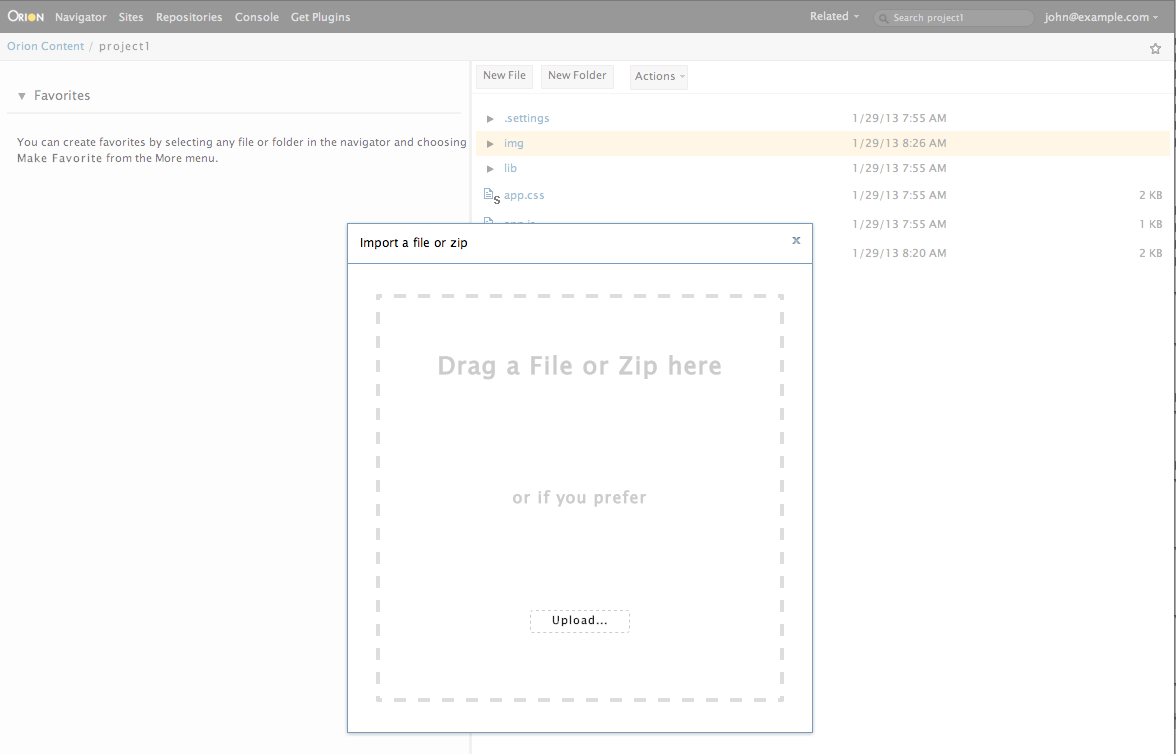 ORION Navigator Sites Repositories Console Get Plugins Related Search project1 john@example.com
Orion Content / project1
New File New Folder Actions
Favorites
You can create favorites by selecting any file or folder in the navigator and choosing
Make Favorite from the More menu.
.settings 1/29/13 7:55 AM
img 1/29/13 8:26 AM
lib 1/29/13 7:55 AM
S app.css 1/29/13 7:55 AM 2 KB
1/29/13 7:55 AM 1 KB
1/29/13 8:20 AM 2 KB
Import a file or zip x
Drag a File or Zip here
or if you prefer
Upload...